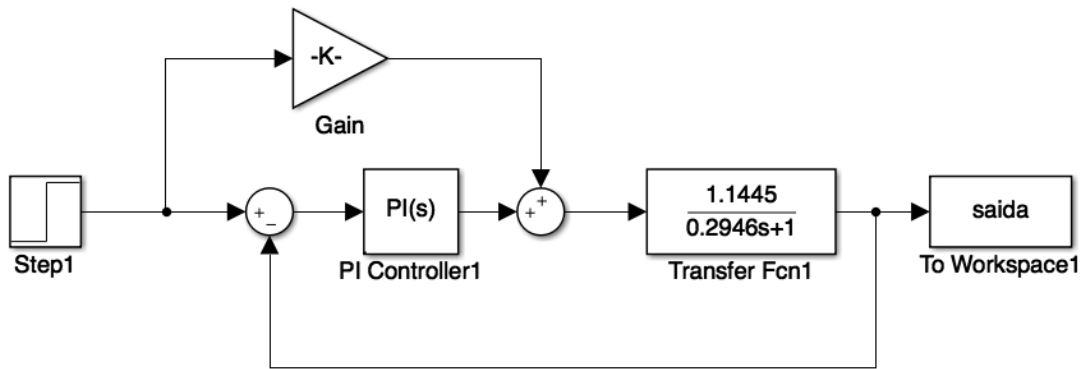 -K-
Gain
Step1
+
−
PI(s)
PI Controller1
+
+
1.1445
0.2946s+1
Transfer Fcn1
saida
To Workspace1